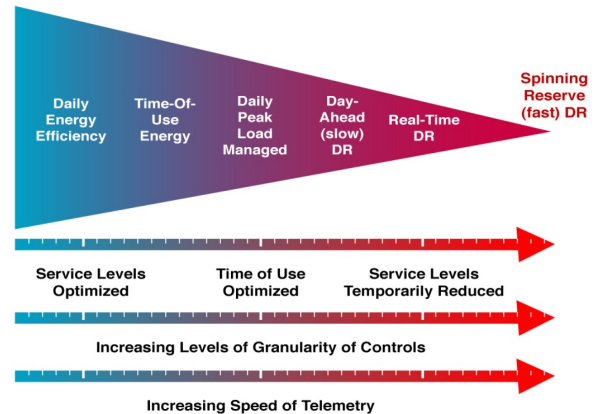 Daily
Energy
Efficiency
Time-Of-
Use
Energy
Daily
Peak
Load
Managed
Day-
Ahead
(slow)
DR
Real-Time
DR
Spinning
Reserve
(fast) DR
Service Levels
Optimized
Time of Use
Optimized
Service Levels
Temporarily Reduced
Increasing Levels of Granularity of Controls
Increasing Speed of Telemetry